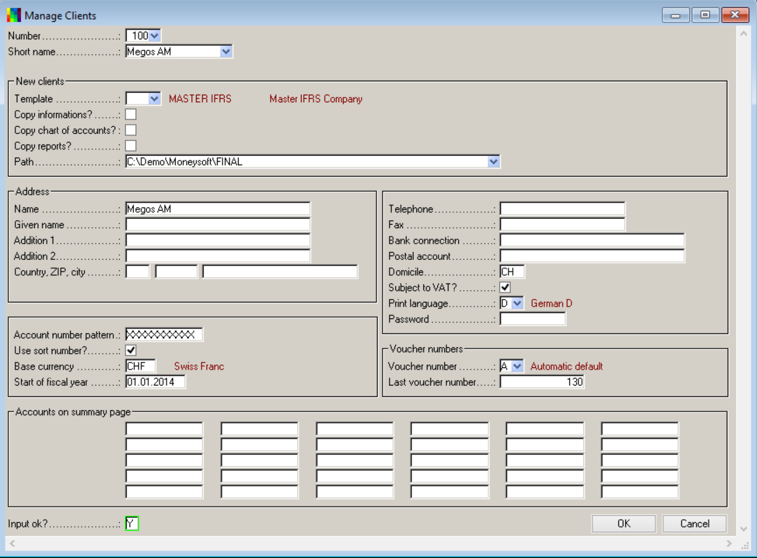 Manage Clients
Number....................: 100
Short name................: Megos AM
New clients
Template..................: MASTER IFRS Master IFRS Company
Copy informations?.......:
Copy chart of accounts? :
Copy reports?............:
Path......................: C:\Demo\Moneysoft\FINAL
Address
Name......................: Megos AM
Given name................:
Addition 1................:
Addition 2................:
Country, ZIP, city........:
Telephone.................:
Fax.......................:
Bank connection...........:
Postal account............:
Domicile..................: CH
Subject to VAT?...........:
Print language............: D German D
Password..................:
Account number pattern.: XXXXXXXXXXX
Use sort number?........:
Base currency.............: CHF Swiss Franc
Start of fiscal year......: 01.01.2014
Voucher numbers
Voucher number............: A Automatic default
Last voucher number.....: 130
Accounts on summary page
Input ok?.................: Y
OK Cancel